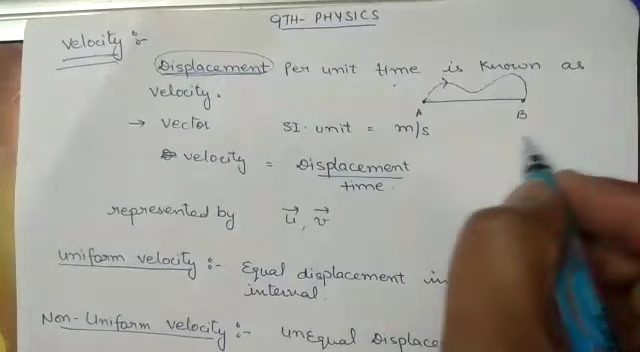 9TH- PHYSICS
Velocity :-
Displacement Per unit time is known as
velocity.
A B
→ Vector SI. unit = m/s
velocity = Displacement
time
represented by u⃗, v⃗
Uniform velocity :- Equal displacement in
interval.
Non-Uniform velocity :- unEqual Displace